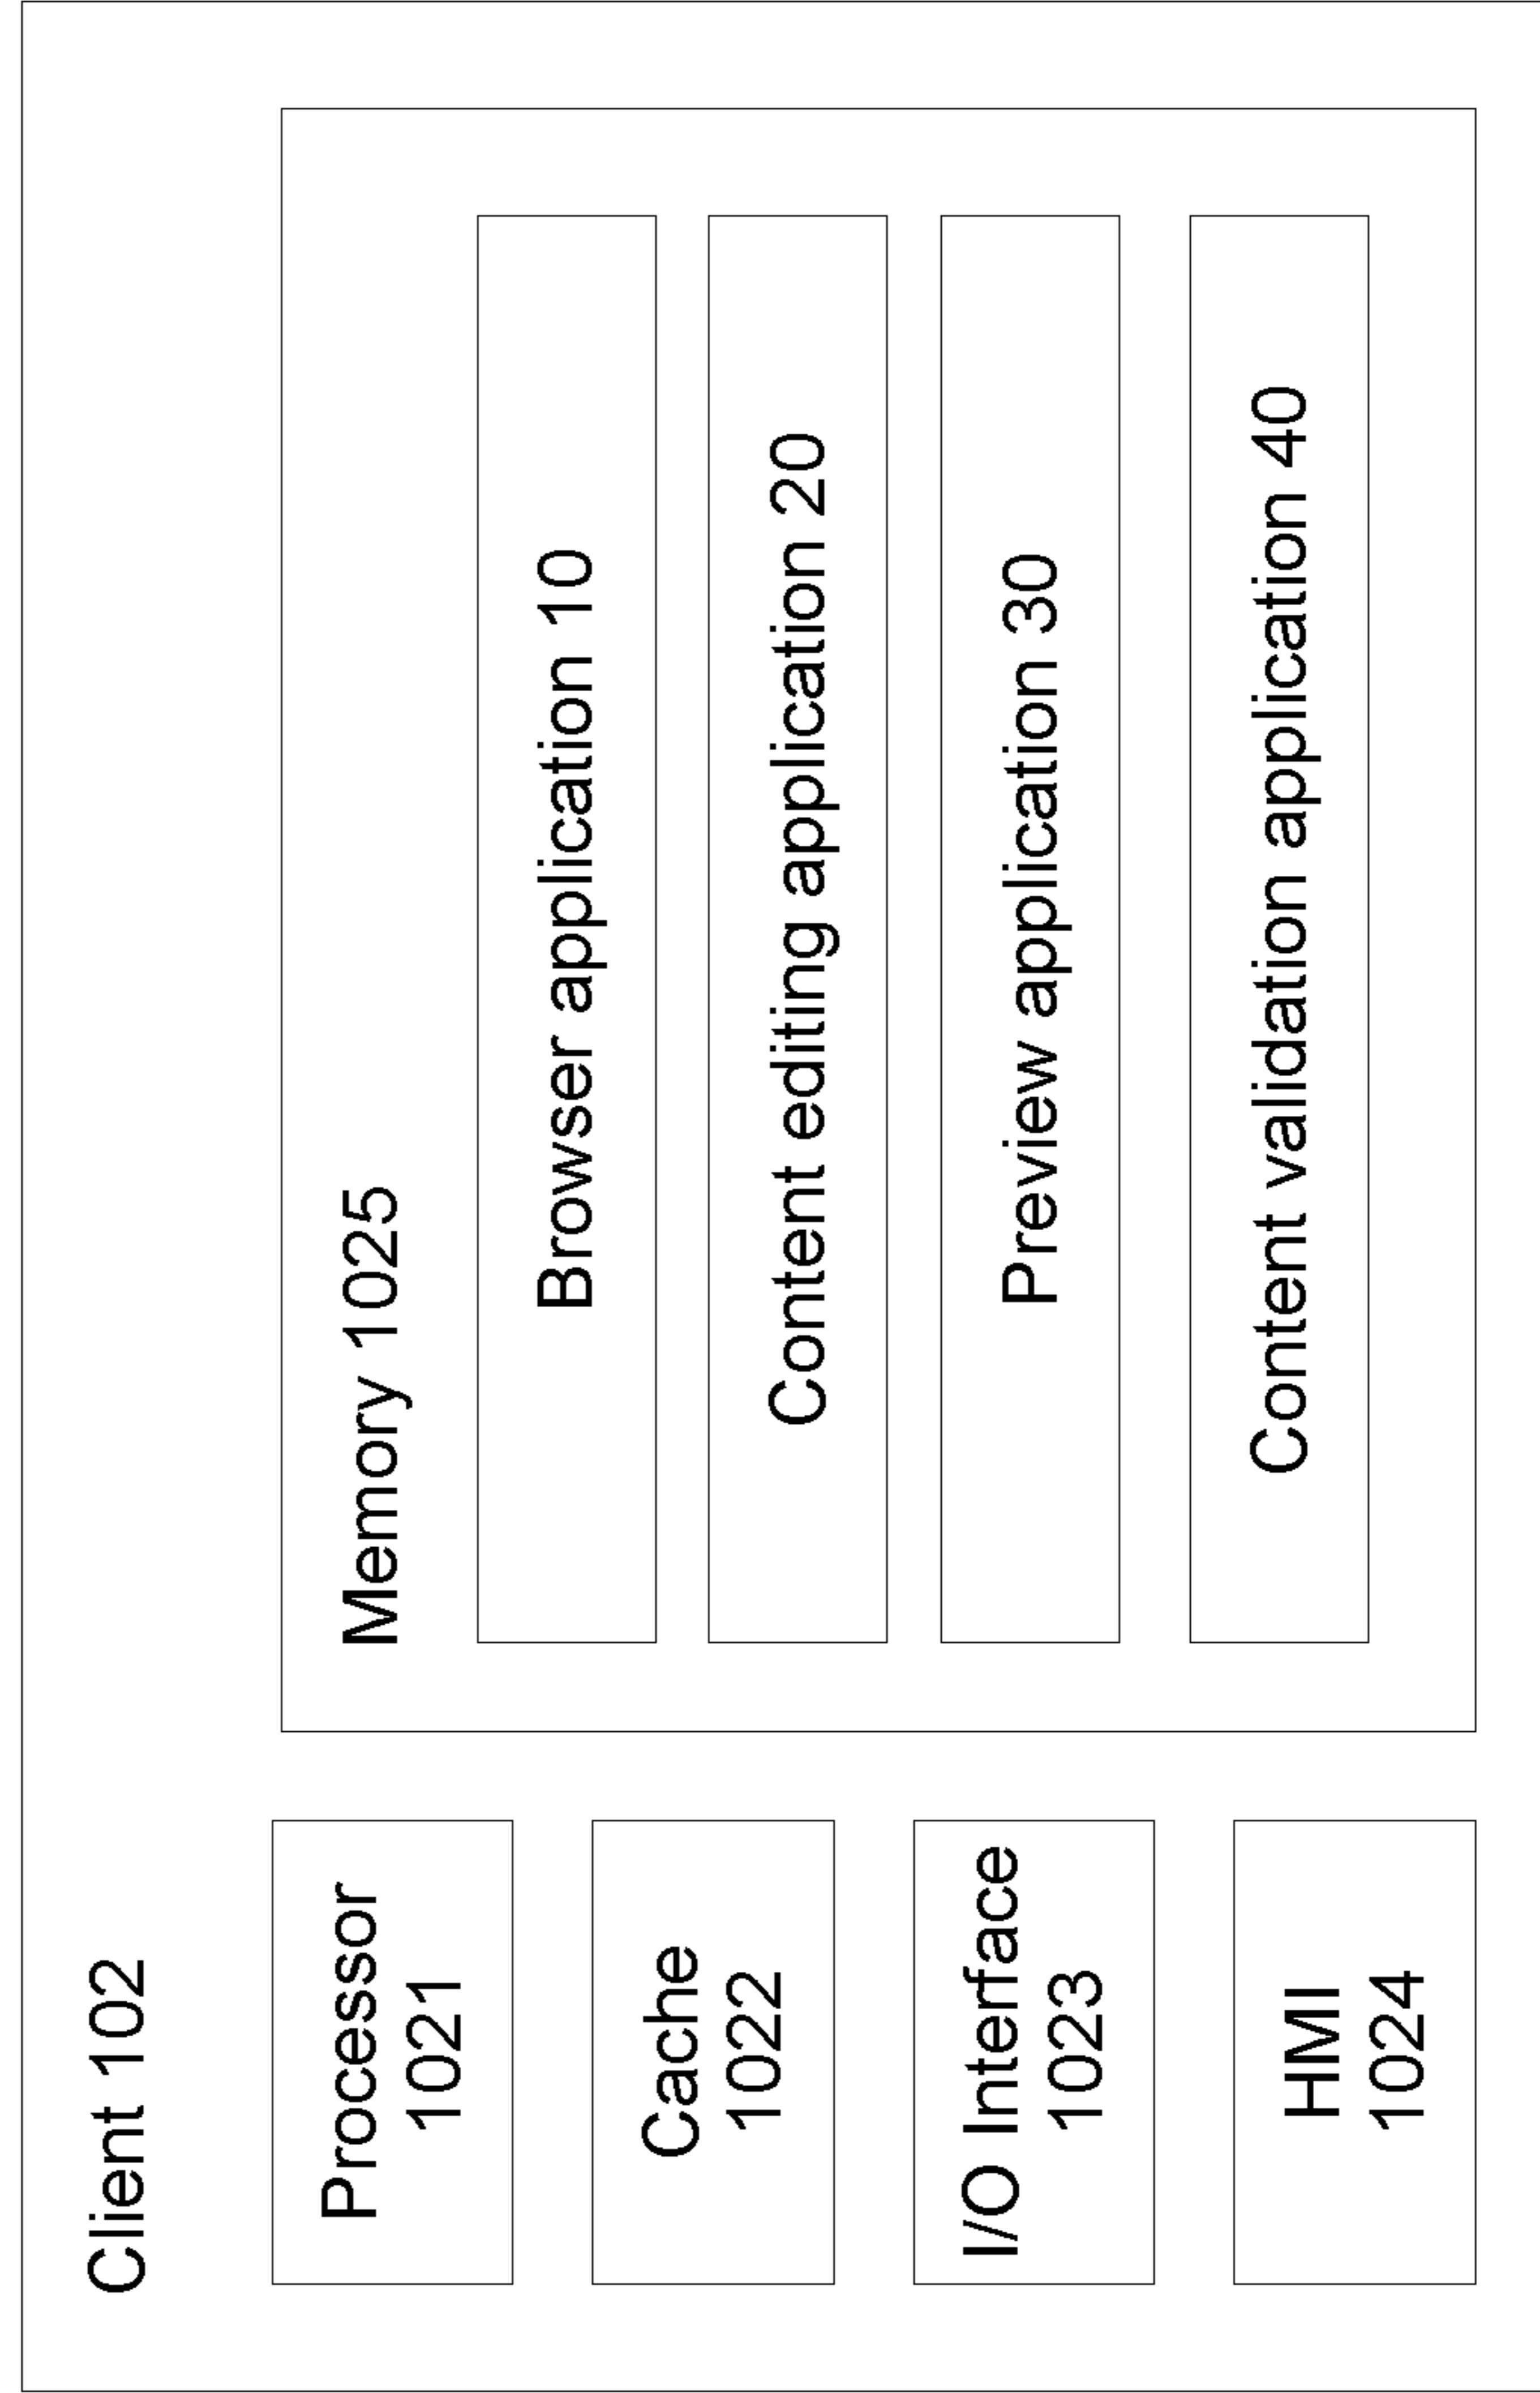 Client 102
Processor
1021
Cache
1022
I/O Interface
1023
HMI
1024
Memory 1025
Browser application 10
Content editing application 20
Preview application 30
Content validation application 40